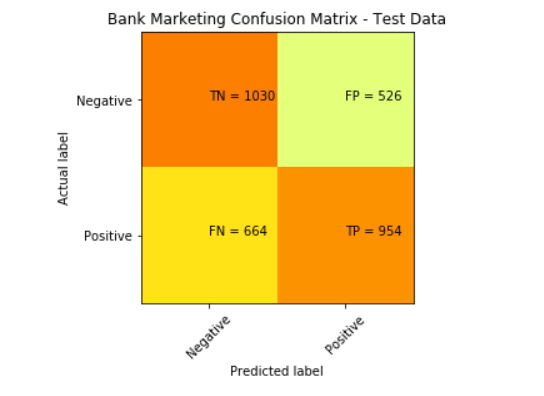 Bank Marketing Confusion Matrix - Test Data
Negative
TN = 1030
FP = 526
Actual label
Positive
FN = 664
TP = 954
Negative
Positive
Predicted label